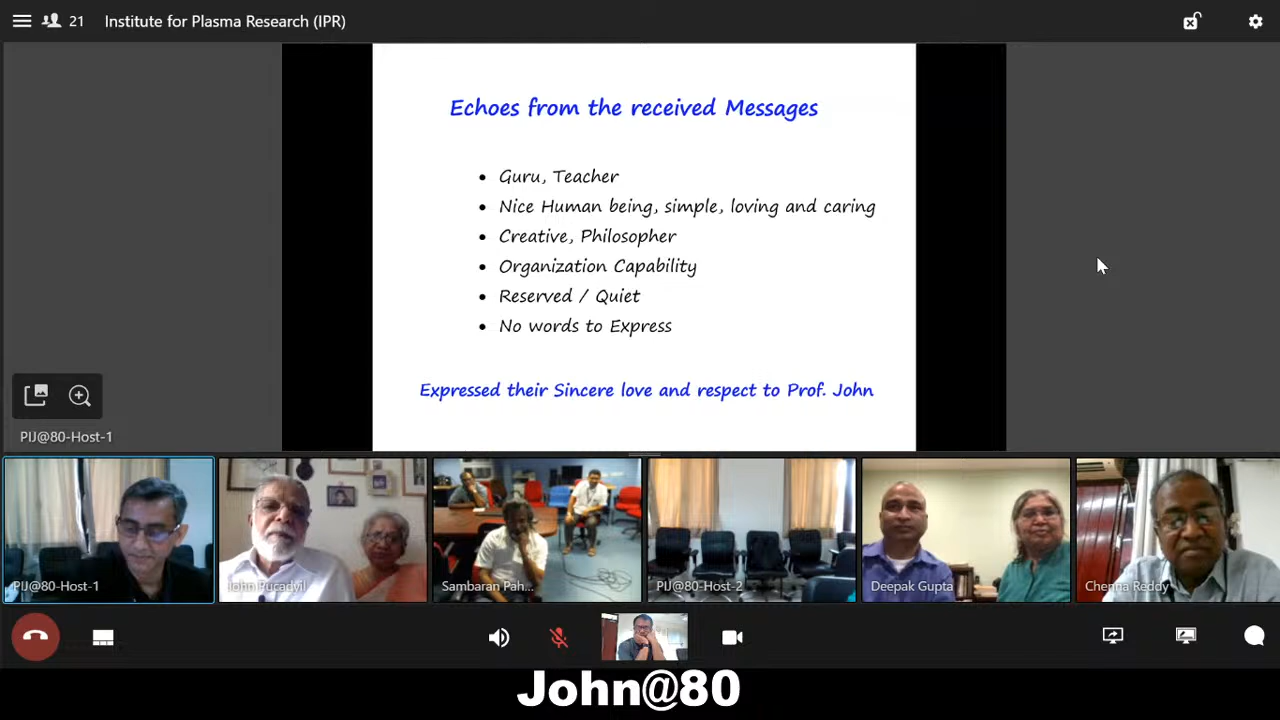 21 Institute for Plasma Research (IPR)
Echoes from the received Messages
• Guru, Teacher
• Nice Human being, simple, loving and caring
• Creative, Philosopher
• Organization Capability
• Reserved / Quiet
• No words to Express
Expressed their Sincere love and respect to Prof. John
PIJ@80-Host-1
PIJ@80-Host-1 John Pucadyil Sambaran Pah... PIJ@80-Host-2 Deepak Gupta Chenna Reddy
John@80